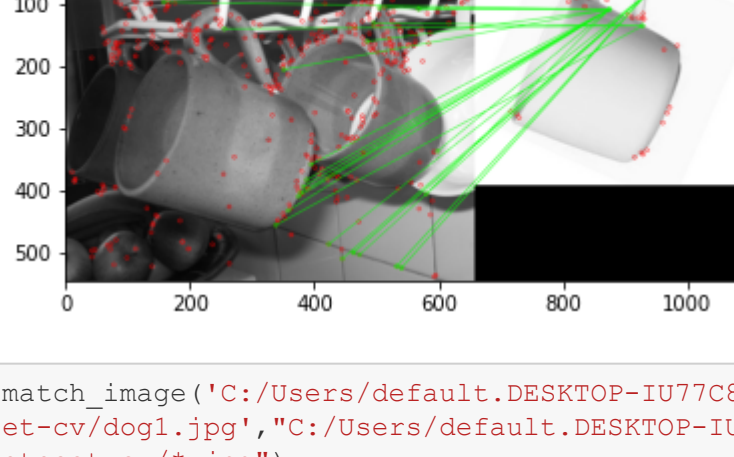 100
200
300
400
500
0 200 400 600 800 1000
match_image('C:/Users/default.DESKTOP-IU77C8
et-cv/dog1.jpg',"C:/Users/default.DESKTOP-IU